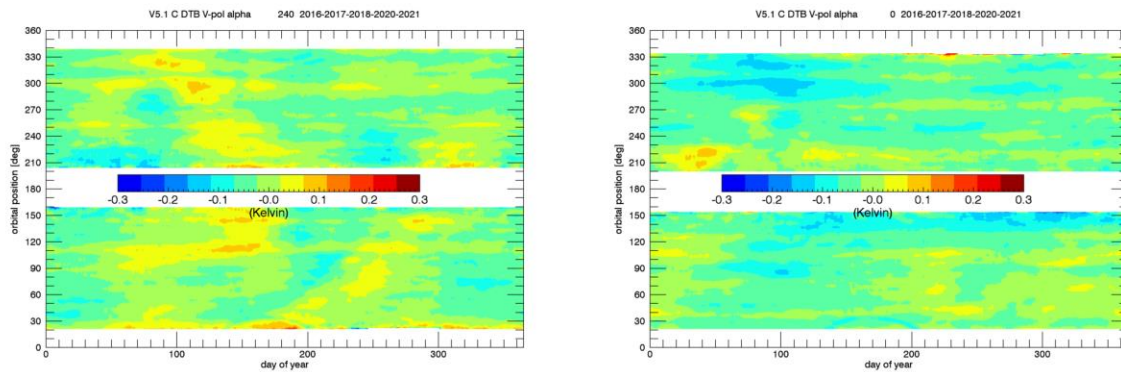 V5.1 C DTB V-pol alpha 240 2016-2017-2018-2020-2021
360
330
300
270
240
210
180
150
120
90
60
30
0
orbital position [deg]
-0.3 -0.2 -0.1 -0.0 0.1 0.2 0.3
(Kelvin)
0 100 200 300
day of year
V5.1 C DTB V-pol alpha 0 2016-2017-2018-2020-2021
360
330
300
270
240
210
180
150
120
90
60
30
0
orbital position [deg]
-0.3 -0.2 -0.1 -0.0 0.1 0.2 0.3
(Kelvin)
0 100 200 300
day of year